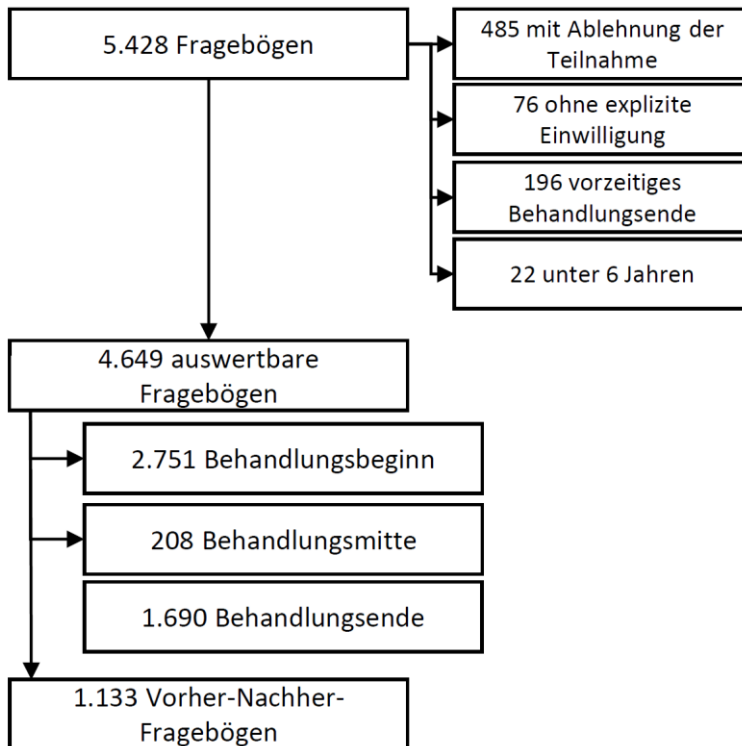 5.428 Fragebögen
485 mit Ablehnung der
Teilnahme
76 ohne explizite
Einwilligung
196 vorzeitiges
Behandlungsende
22 unter 6 Jahren
4.649 auswertbare
Fragebögen
2.751 Behandlungsbeginn
208 Behandlungsmitte
1.690 Behandlungsende
1.133 Vorher-Nachher-
Fragebögen